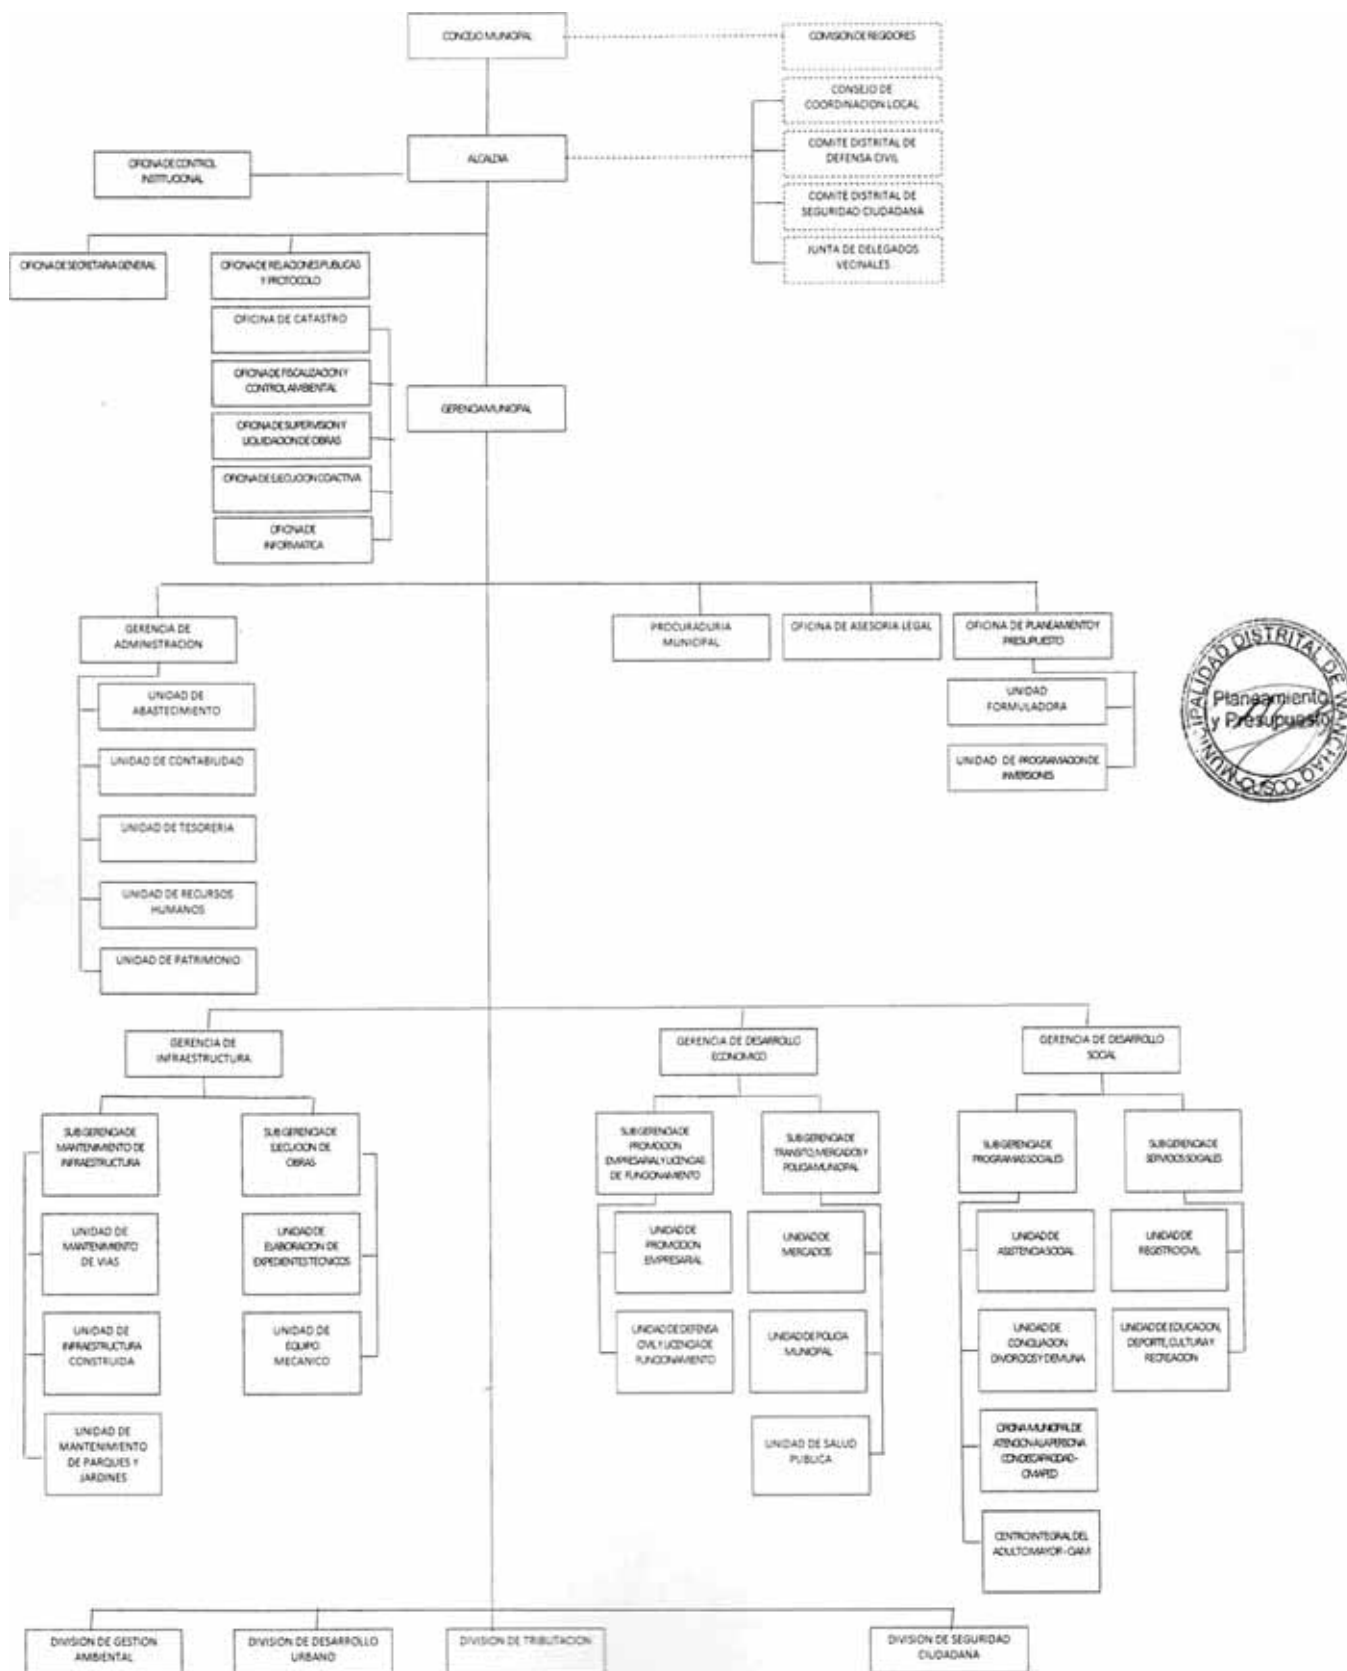 CONCEJO MUNICIPAL
COMISION DE REGIDORES
CONSEJO DE
COORDINACION LOCAL
ALCALDIA
COMITE DISTRITAL DE
DEFENSA CIVIL
OFICINA DE CONTROL
INSTITUCIONAL
COMITÉ DISTRITAL DE
SEGURIDAD CIUDADANA
JUNTA DE DELEGADOS
VECINALES
OFICINA DE SECRETARIA GENERAL
OFICINA DE RELACIONES PUBLICAS
Y PROTOCOLO
OFICINA DE CATASTRO
OFICINA DE FISCALIZACION Y
CONTROL AMBIENTAL
GERENCIA MUNICIPAL
OFICINA DE SUPERVISION Y
LIQUIDACION DE OBRAS
OFICINA DE EJECUCION COACTIVA
OFICINA DE
INFORMATICA
GERENCIA DE
ADMINISTRACION
PROCURADURIA
MUNICIPAL
OFICINA DE ASESORIA LEGAL
OFICINA DE PLANEAMIENTO Y
PRESUPUESTO
UNIDAD DE
ABASTECIMIENTO
UNIDAD
FORMULADORA
UNIDAD DE CONTABILIDAD
UNIDAD DE PROGRAMACION DE
INVERSIONES
MUNICIPALIDAD DISTRITAL DE WANCHAQ
Planeamiento
y Presupuesto
CUSCO
UNIDAD DE TESORERIA
UNIDAD DE RECURSOS
HUMANOS
UNIDAD DE PATRIMONIO
GERENCIA DE
INFRAESTRUCTURA
GERENCIA DE DESARROLLO
ECONOMICO
GERENCIA DE DESARROLLO
SOCIAL
SUB GERENCIA DE
MANTENIMIENTO DE
INFRAESTRUCTURA
SUB GERENCIA DE
EJECUCION DE
OBRAS
SUB GERENCIA DE
PROMOCION
EMPRESARIAL Y LICENCIAS
DE FUNCIONAMIENTO
SUB GERENCIA DE
TRANSITO, MERCADOS Y
POLICIA MUNICIPAL
SUB GERENCIA DE
PROGRAMAS SOCIALES
SUB GERENCIA DE
SERVICIOS SOCIALES
UNIDAD DE
MANTENIMIENTO
DE VIAS
UNIDAD DE
ELABORACION DE
EXPEDIENTES TECNICOS
UNIDAD DE
PROMOCION
EMPRESARIAL
UNIDAD DE
MERCADOS
UNIDAD DE
ASISTENCIA SOCIAL
UNIDAD DE
REGISTRO CIVIL
UNIDAD DE
INFRAESTRUCTURA
CONSTRUIDA
UNIDAD DE
EQUIPO
MECANICO
UNIDAD DE DEFENSA
CIVIL Y LICENCIA DE
FUNCIONAMIENTO
UNIDAD DE POLICIA
MUNICIPAL
UNIDAD DE
CONCILIACION
DIVORCIOS Y DEMUNA
UNIDAD DE EDUCACION,
DEPORTE, CULTURA Y
RECREACION
UNIDAD DE
MANTENIMIENTO
DE PARQUES Y
JARDINES
UNIDAD DE SALUD
PUBLICA
OFICINA MUNICIPAL DE
ATENCION A LA PERSONA
CON DISCAPACIDAD -
OMAPED
CENTRO INTEGRAL DEL
ADULTO MAYOR - CIAM
DIVISION DE GESTION
AMBIENTAL
DIVISION DE DESARROLLO
URBANO
DIVISION DE TRIBUTACION
DIVISION DE SEGURIDAD
CIUDADANA